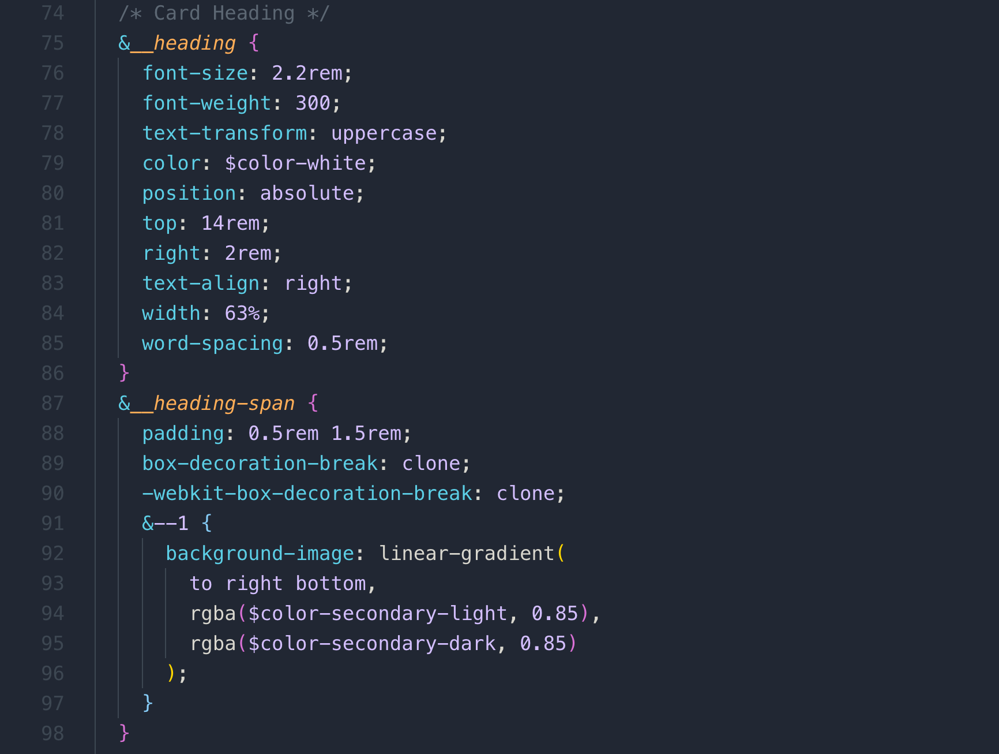 74 /* Card Heading */
75 &__heading {
76 font-size: 2.2rem;
77 font-weight: 300;
78 text-transform: uppercase;
79 color: $color-white;
80 position: absolute;
81 top: 14rem;
82 right: 2rem;
83 text-align: right;
84 width: 63%;
85 word-spacing: 0.5rem;
86 }
87 &__heading-span {
88 padding: 0.5rem 1.5rem;
89 box-decoration-break: clone;
90 -webkit-box-decoration-break: clone;
91 &--1 {
92 background-image: linear-gradient(
93 to right bottom,
94 rgba($color-secondary-light, 0.85),
95 rgba($color-secondary-dark, 0.85)
96 );
97 }
98 }